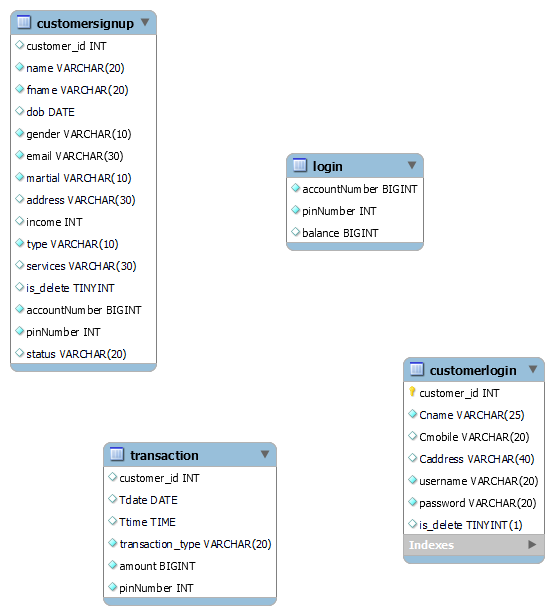 customersignup
customer_id INT
name VARCHAR(20)
fname VARCHAR(20)
dob DATE
gender VARCHAR(10)
email VARCHAR(30)
martial VARCHAR(10)
address VARCHAR(30)
income INT
type VARCHAR(10)
services VARCHAR(30)
is_delete TINYINT
accountNumber BIGINT
pinNumber INT
status VARCHAR(20)
login
accountNumber BIGINT
pinNumber INT
balance BIGINT
customerlogin
customer_id INT
Cname VARCHAR(25)
Cmobile VARCHAR(20)
Caddress VARCHAR(40)
username VARCHAR(20)
password VARCHAR(20)
is_delete TINYINT(1)
Indexes
transaction
customer_id INT
Tdate DATE
Ttime TIME
transaction_type VARCHAR(20)
amount BIGINT
pinNumber INT